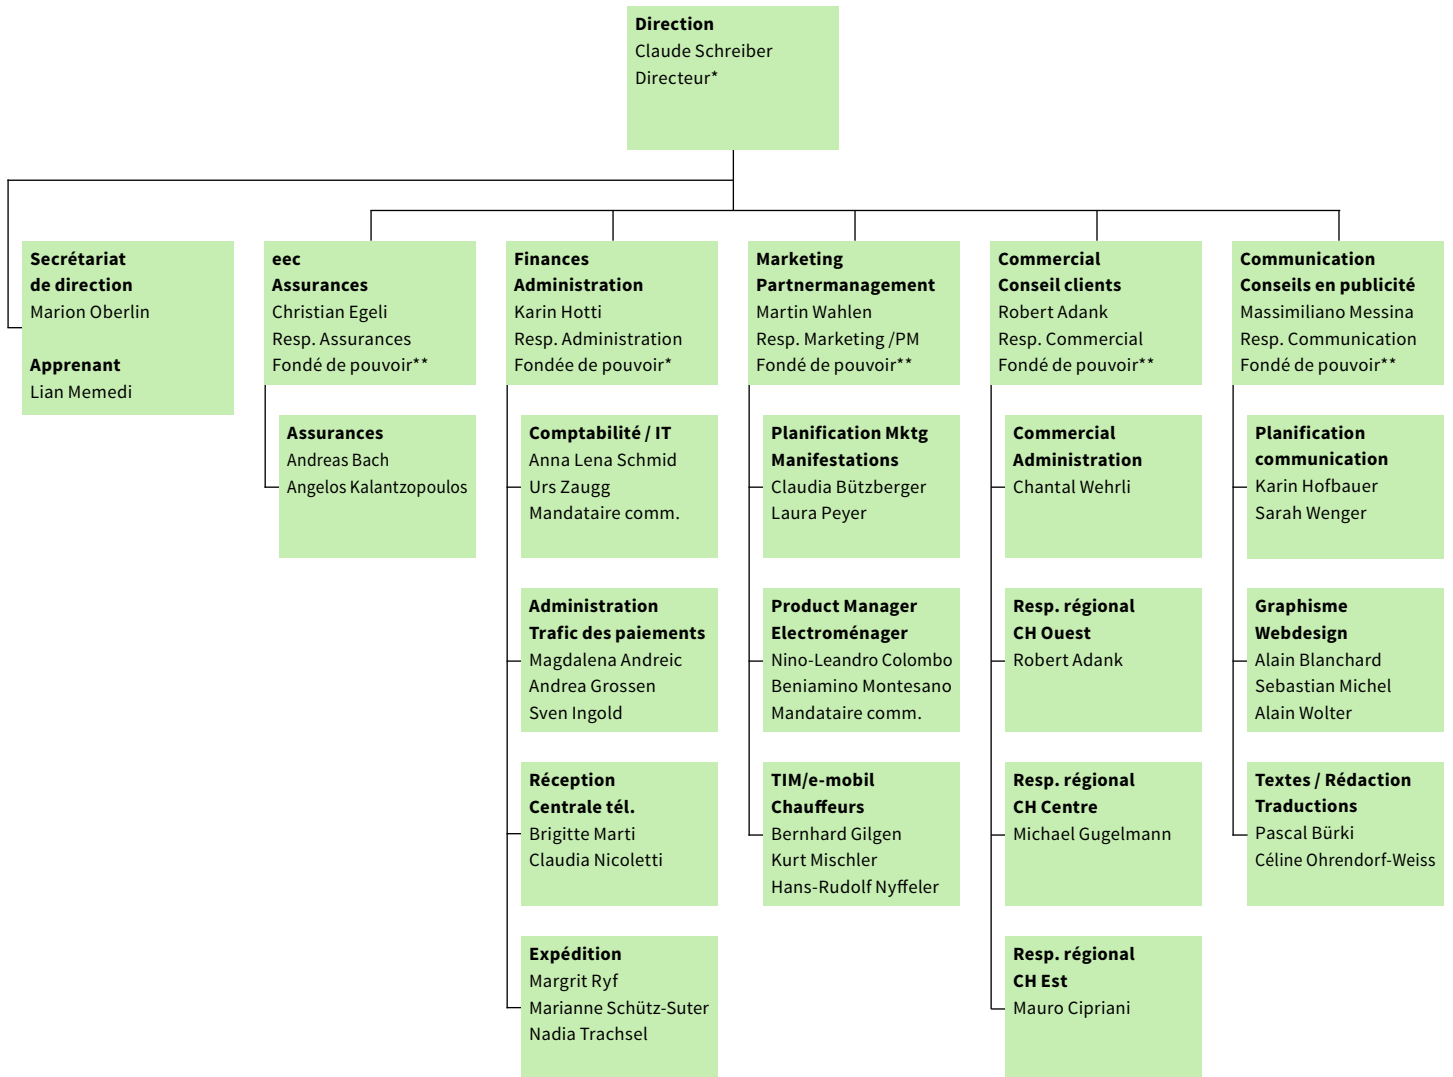 Direction
Claude Schreiber
Directeur*
Secrétariat
de direction
Marion Oberlin
Apprenant
Lian Memedi
eec
Assurances
Christian Egeli
Resp. Assurances
Fondé de pouvoir**
Assurances
Andreas Bach
Angelos Kalantzopoulos
Finances
Administration
Karin Hotti
Resp. Administration
Fondée de pouvoir*
Comptabilité / IT
Anna Lena Schmid
Urs Zaugg
Mandataire comm.
Administration
Trafic des paiements
Magdalena Andreic
Andrea Grossen
Sven Ingold
Réception
Centrale tél.
Brigitte Marti
Claudia Nicoletti
Expédition
Margrit Ryf
Marianne Schütz-Suter
Nadia Trachsel
Marketing
Partnermanagement
Martin Wahlen
Resp. Marketing /PM
Fondé de pouvoir**
Planification Mktg
Manifestations
Claudia Bützberger
Laura Peyer
Product Manager
Electroménager
Nino-Leandro Colombo
Beniamino Montesano
Mandataire comm.
TIM/e-mobil
Chauffeurs
Bernhard Gilgen
Kurt Mischler
Hans-Rudolf Nyffeler
Commercial
Conseil clients
Robert Adank
Resp. Commercial
Fondé de pouvoir**
Commercial
Administration
Chantal Wehrli
Resp. régional
CH Ouest
Robert Adank
Resp. régional
CH Centre
Michael Gugelmann
Resp. régional
CH Est
Mauro Cipriani
Communication
Conseils en publicité
Massimiliano Messina
Resp. Communication
Fondé de pouvoir**
Planification
communication
Karin Hofbauer
Sarah Wenger
Graphisme
Webdesign
Alain Blanchard
Sebastian Michel
Alain Wolter
Textes / Rédaction
Traductions
Pascal Bürki
Céline Ohrendorf-Weiss